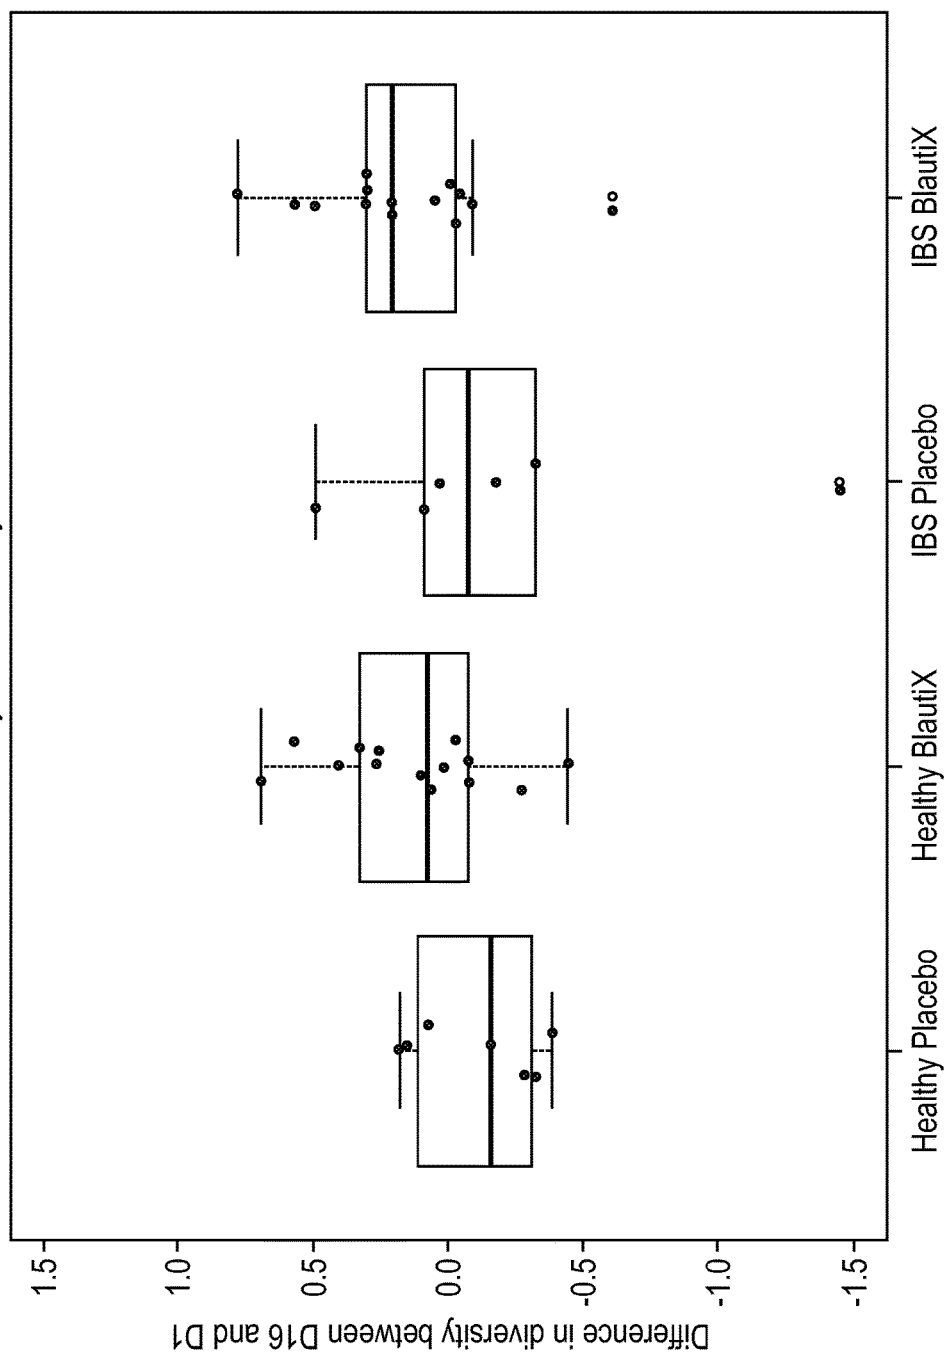 Difference in diversity between D16 and D1
1.5
1.0
0.5
0.0
-0.5
-1.0
-1.5
Healthy Placebo
Healthy BlautiX
IBS Placebo
IBS BlautiX